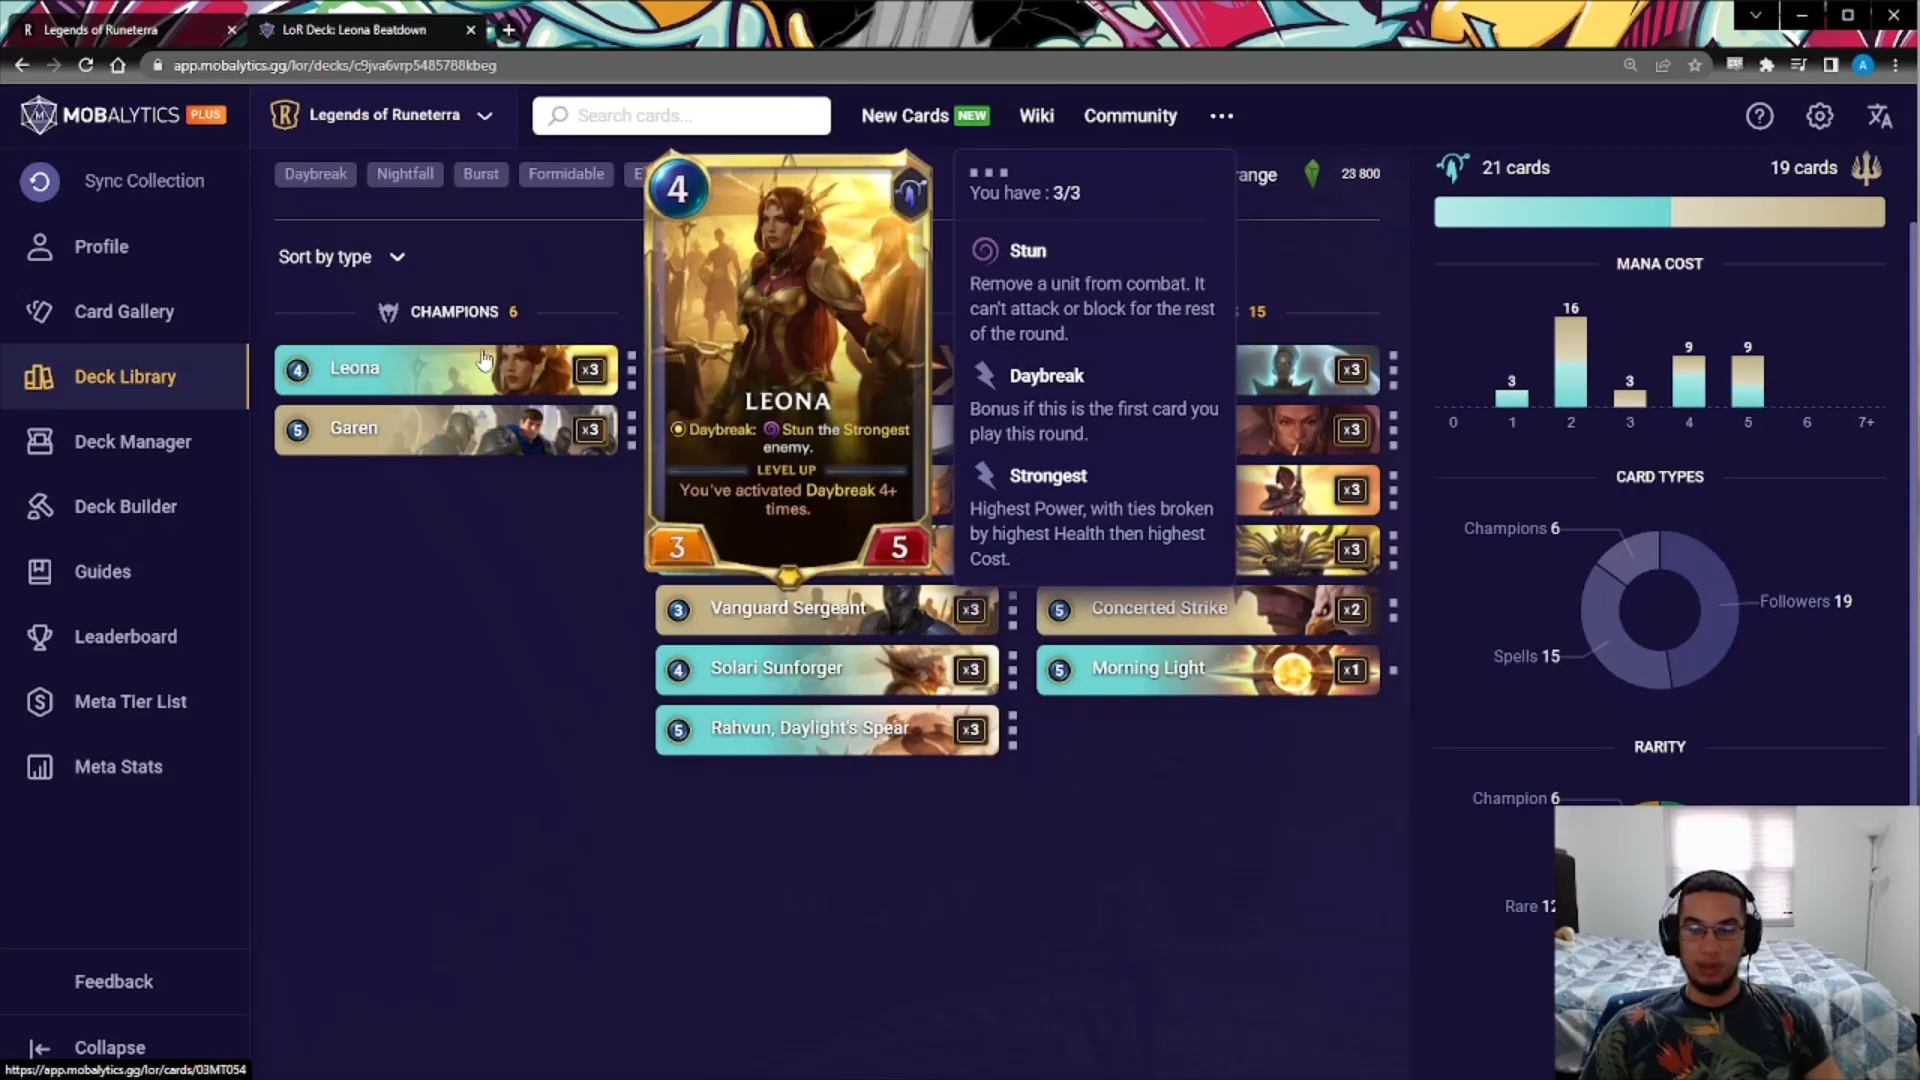 Legends of Runeterra
LoR Deck: Leona Beatdown
app.mobalytics.gg/lor/decks/c9jva6vrp5485788kbeg
A
MOBALYTICS PLUS
Legends of Runeterra
Search cards...
New Cards NEW
Wiki
Community
Sync Collection
Profile
Card Gallery
Deck Library
Deck Manager
Deck Builder
Guides
Leaderboard
Meta Tier List
Meta Stats
Feedback
Collapse
https://app.mobalytics.gg/lor/cards/03MT054
Daybreak
Nightfall
Burst
Formidable
E
ange
23 800
Sort by type
CHAMPIONS 6
4 Leona x3
5 Garen x3
4
LEONA
Daybreak: Stun the Strongest
enemy.
LEVEL UP
You've activated Daybreak 4+
times.
3
5
3 Vanguard Sergeant x3
4 Solari Sunforger x3
5 Rahvun, Daylight's Spear x3
You have : 3/3
Stun
Remove a unit from combat. It
can't attack or block for the rest
of the round.
Daybreak
Bonus if this is the first card you
play this round.
Strongest
Highest Power, with ties broken
by highest Health then highest
Cost.
15
x3
x3
x3
x3
5 Concerted Strike x2
5 Morning Light x1
21 cards
19 cards
MANA COST
3
16
3
9
9
0 1 2 3 4 5 6 7+
CARD TYPES
Champions 6
Followers 19
Spells 15
RARITY
Champion 6
Rare 12